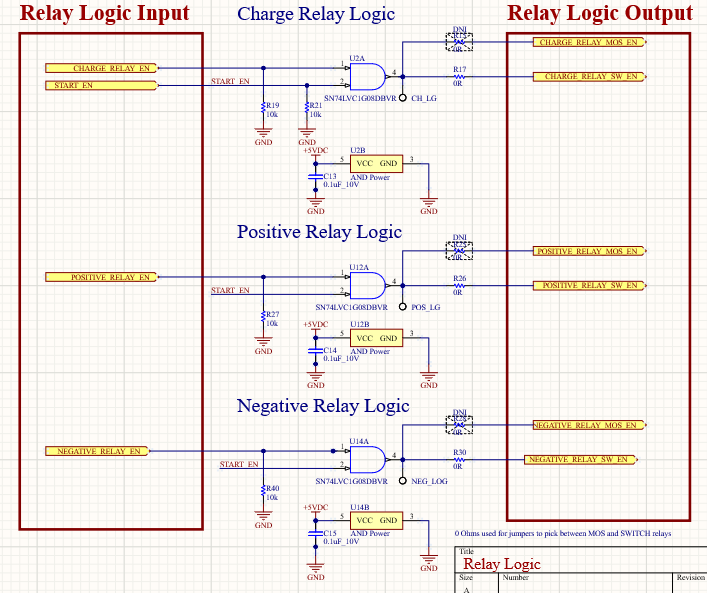 Relay Logic Input
Charge Relay Logic
Relay Logic Output
DNI
0R
CHARGE_RELAY_MOS_EN
CHARGE_RELAY_EN
START_EN
START_EN
U2A
1
2
4
SN74LVC1G08DBVR
CH_LG
R17
0R
CHARGE_RELAY_SW_EN
R19
10k
GND
R21
10k
GND
+5VDC
C13
0.1uF_10V
GND
U2B
5
VCC GND
3
AND Power
GND
Positive Relay Logic
DNI
0R
POSITIVE_RELAY_MOS_EN
POSITIVE_RELAY_EN
START_EN
U12A
1
2
4
SN74LVC1G08DBVR
POS_LG
R26
0R
POSITIVE_RELAY_SW_EN
R27
10k
GND
+5VDC
C14
0.1uF_10V
GND
U12B
5
VCC GND
3
AND Power
GND
Negative Relay Logic
DNI
0R
NEGATIVE_RELAY_MOS_EN
NEGATIVE_RELAY_EN
START_EN
U14A
1
2
4
SN74LVC1G08DBVR
NEG_LOG
R30
0R
NEGATIVE_RELAY_SW_EN
R40
10k
GND
+5VDC
C15
0.1uF_10V
GND
U14B
5
VCC GND
3
AND Power
GND
0 Ohms used for jumpers to pick between MOS and SWITCH relays
Title
Relay Logic
Size
A
Number
Revision